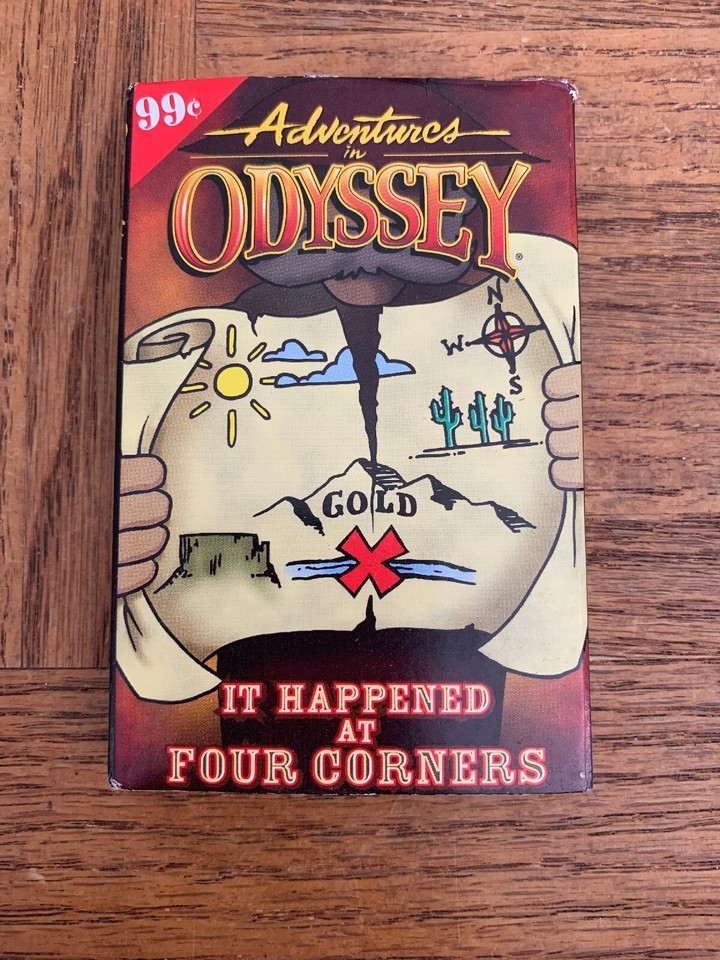 99¢
Adventures
in
ODYSSEY®
N
W
S
GOLD
IT HAPPENED
AT
FOUR CORNERS